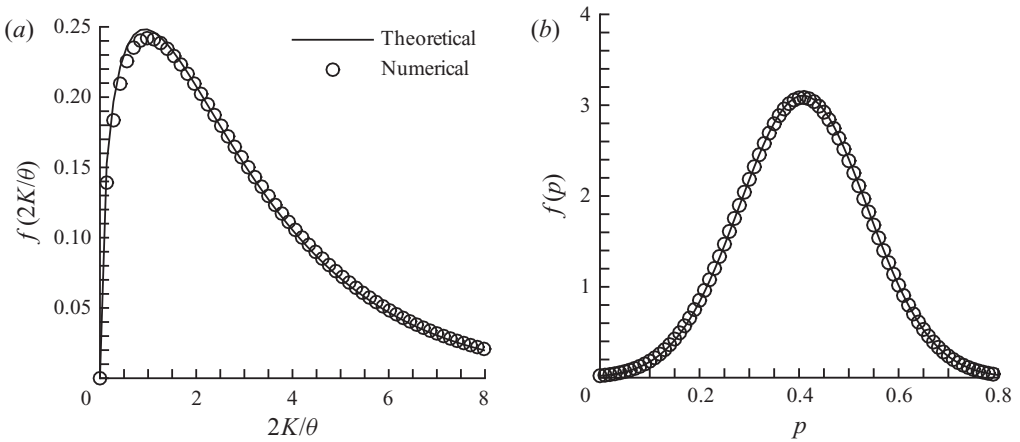 (a)
0.25
0.20
0.15
0.10
0.05
0 2 4 6 8
f (2K/θ)
2K/θ
Theoretical
Numerical
(b)
4
3
2
1
0 0.2 0.4 0.6 0.8
f(p)
p